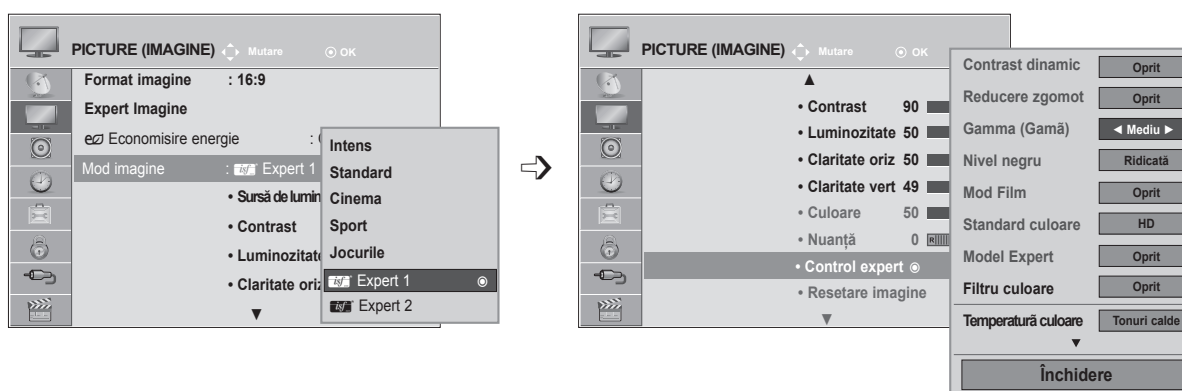 PICTURE (IMAGINE) Mutare OK
Format imagine : 16:9
Expert Imagine
Economisire energie :
Mod imagine : isf Expert 1
• Sursă de lumin
• Contrast
• Luminozitate
• Claritate oriz
▼
Intens
Standard
Cinema
Sport
Jocurile
isf Expert 1
isf Expert 2
PICTURE (IMAGINE) Mutare OK
▲
• Contrast 90
• Luminozitate 50
• Claritate oriz 50
• Claritate vert 49
• Culoare 50
• Nuanță 0 R
• Control expert
• Resetare imagine
▼
Contrast dinamic Oprit
Reducere zgomot Oprit
Gamma (Gamă) ◄ Mediu ►
Nivel negru Ridicată
Mod Film Oprit
Standard culoare HD
Model Expert Oprit
Filtru culoare Oprit
Temperatură culoare Tonuri calde
▼
Închidere